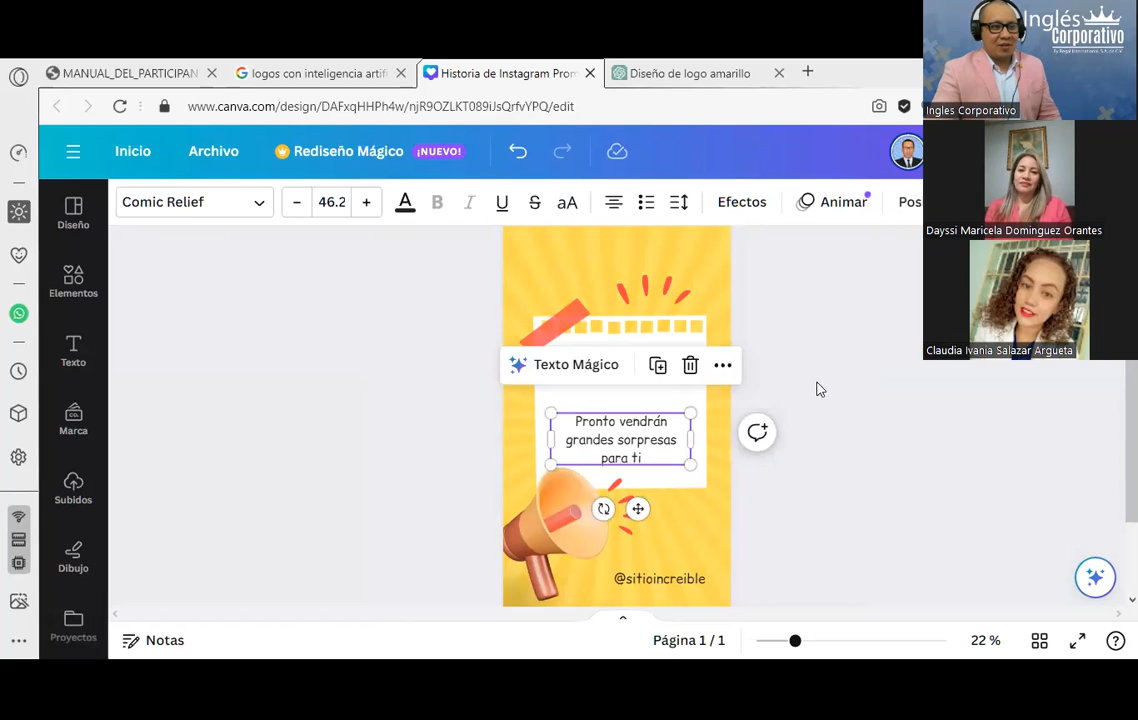 MANUAL_DEL_PARTICIPAN
logos con inteligencia artifi
Historia de Instagram Prom
Diseño de logo amarillo
www.canva.com/design/DAFxqHHPh4w/njR9OZLKT089iJsQrfvYPQ/edit
Inicio
Archivo
Rediseño Mágico
¡NUEVO!
Comic Relief
46.2
A
B
I
U
S
aA
Efectos
Animar
Pos
Diseño
Elementos
Texto
Marca
Subidos
Dibujo
Proyectos
Texto Mágico
Pronto vendrán
grandes sorpresas
para ti
@sitioincreible
Notas
Página 1 / 1
22 %
Inglés
Corporativo
Ingles Corporativo
Dayssi Maricela Dominguez Orantes
Claudia Ivania Salazar Argueta